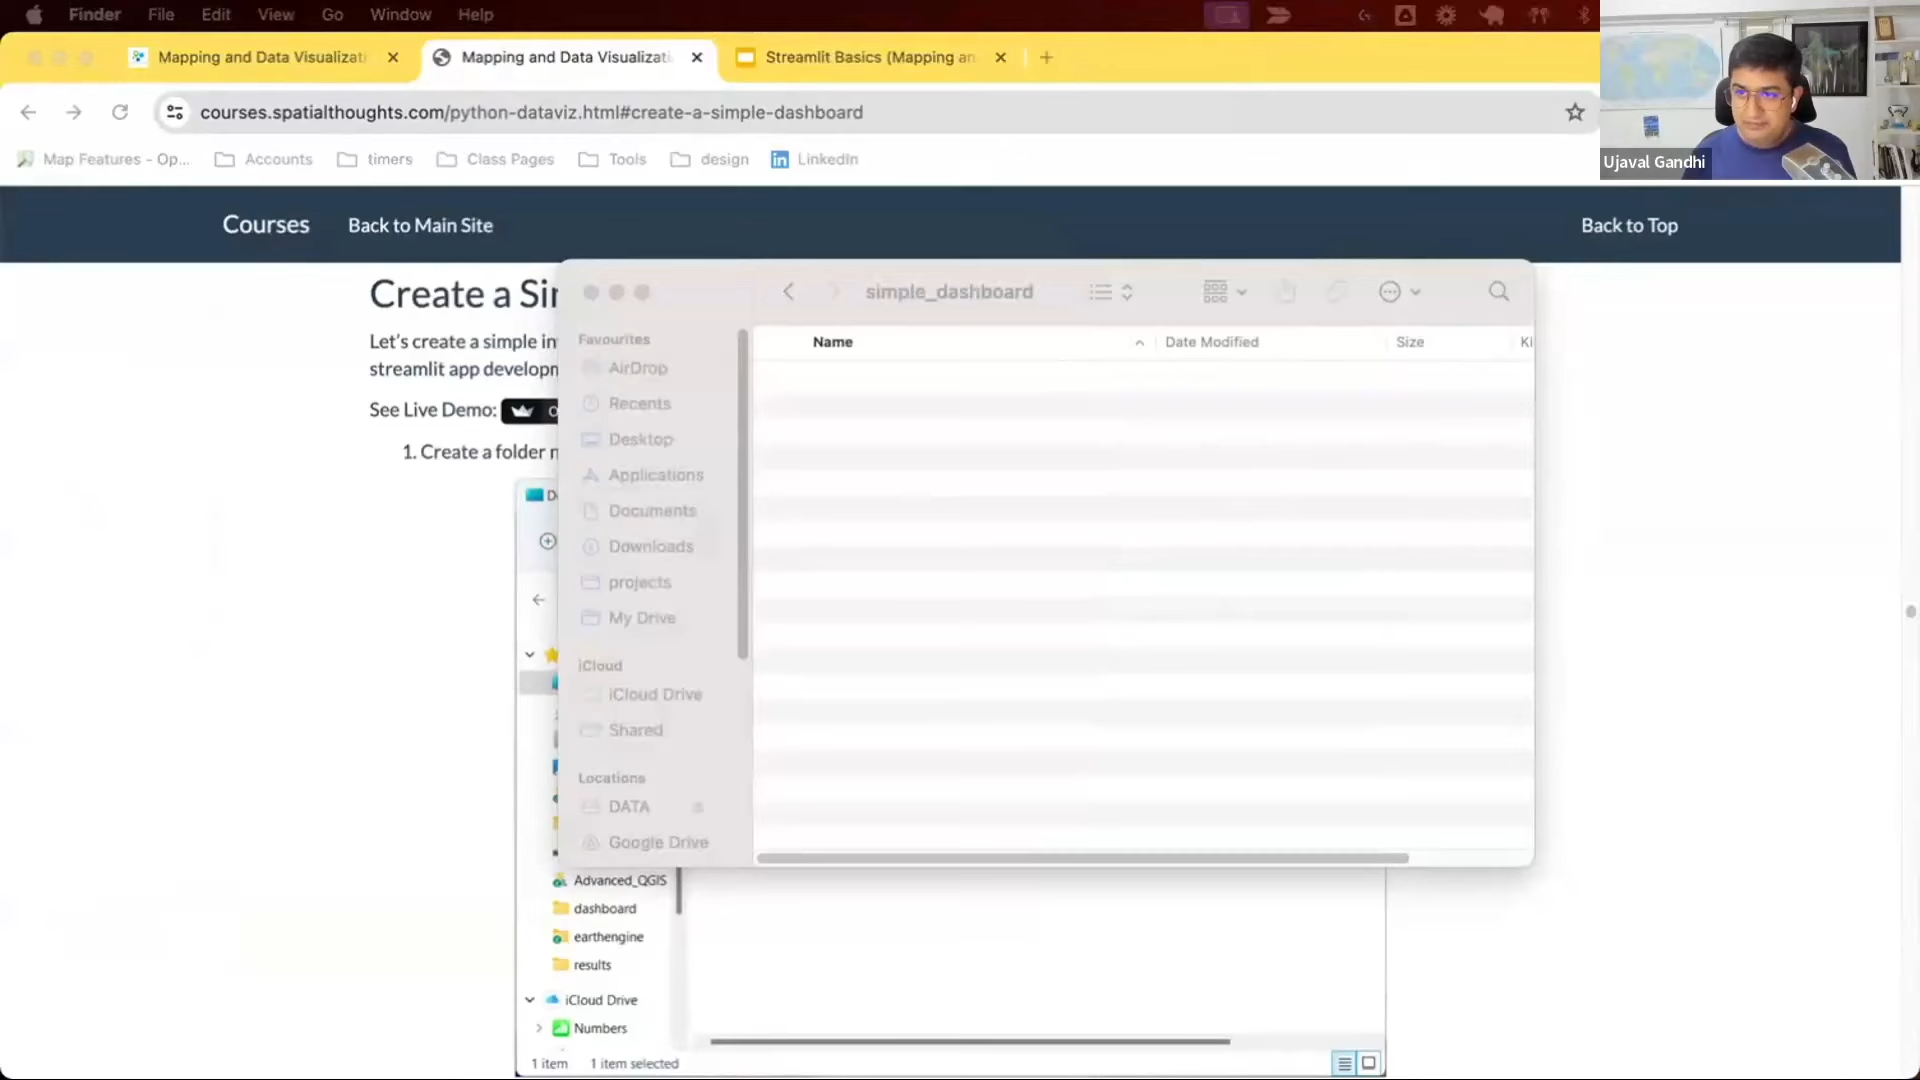 Finder File Edit View Go Window Help
Mapping and Data Visualizati
Mapping and Data Visualizati
Streamlit Basics (Mapping an
courses.spatialthoughts.com/python-dataviz.html#create-a-simple-dashboard
Map Features - Op...
Accounts
timers
Class Pages
Tools
design
LinkedIn
Ujaval Gandhi
Courses
Back to Main Site
Back to Top
Create a Si
Let's create a simple in
streamlit app developm
See Live Demo:
1. Create a folder n
simple_dashboard
Name
Date Modified
Size
Ki
Favourites
AirDrop
Recents
Desktop
Applications
Documents
Downloads
projects
My Drive
iCloud
iCloud Drive
Shared
Locations
DATA
Google Drive
Advanced_QGIS
dashboard
earthengine
results
iCloud Drive
Numbers
1 item 1 item selected